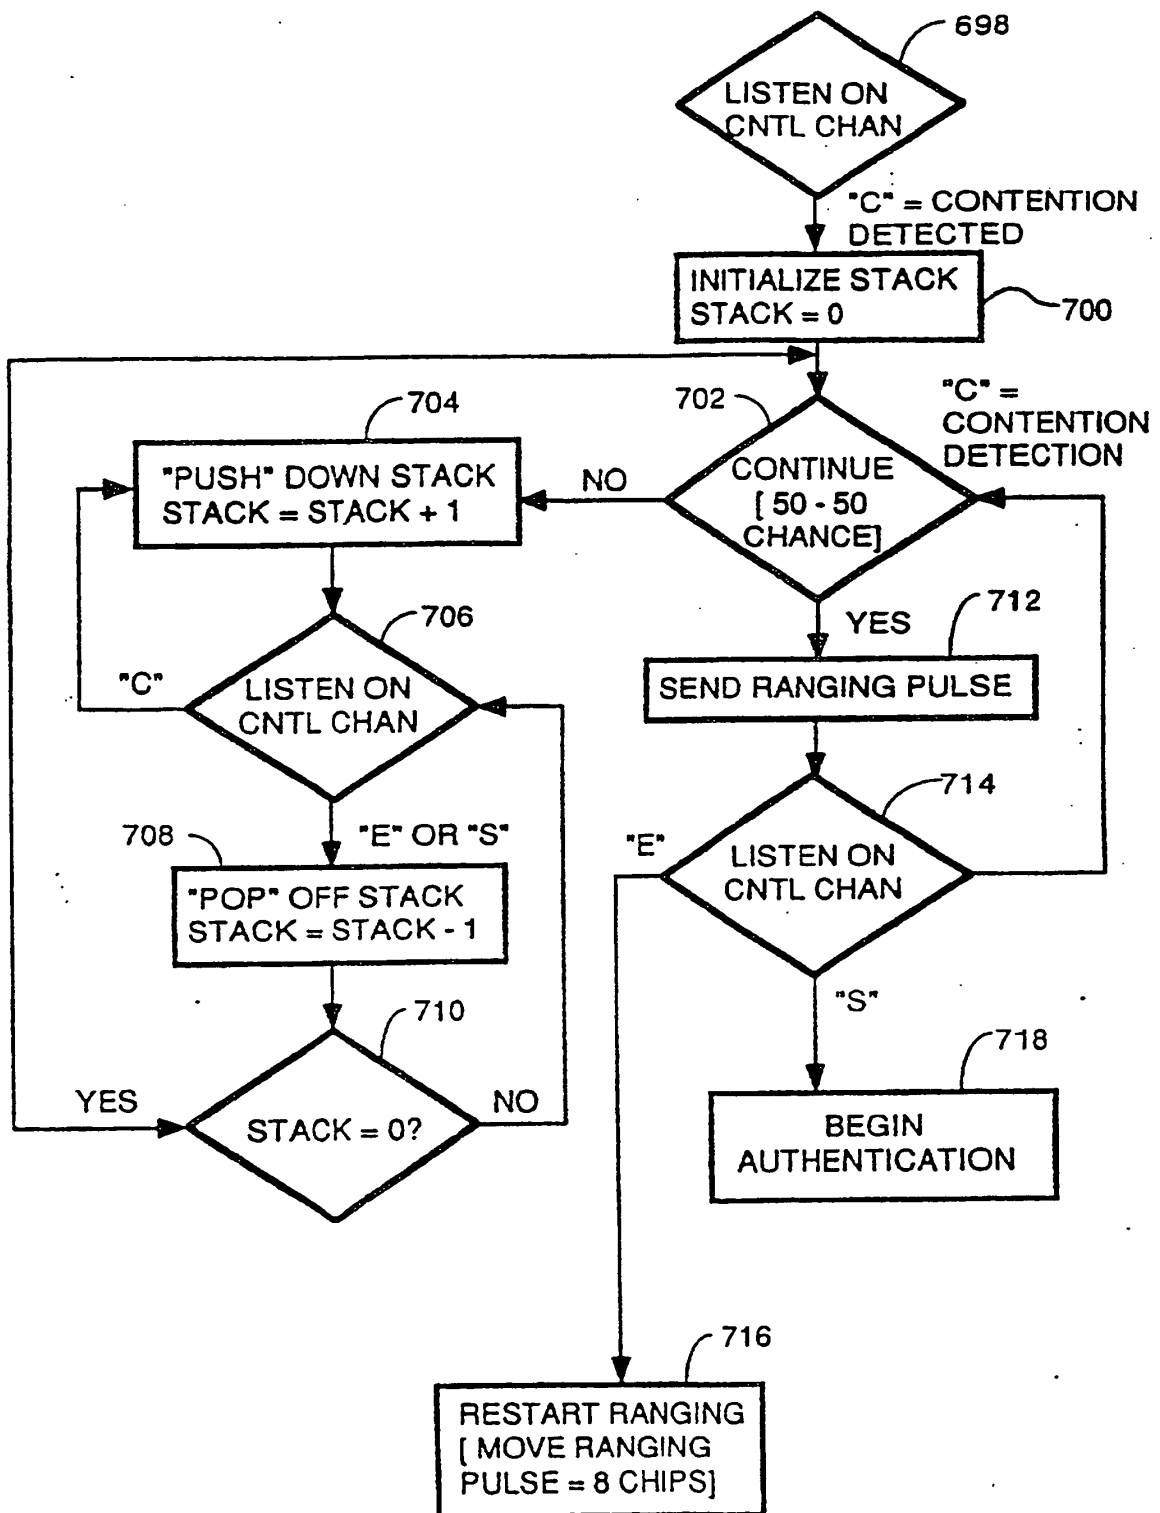 698
LISTEN ON
CNTL CHAN
"C" = CONTENTION
DETECTED
INITIALIZE STACK
STACK = 0
700
702
"C" =
CONTENTION
DETECTION
CONTINUE
[ 50 - 50
CHANCE]
NO
704
"PUSH" DOWN STACK
STACK = STACK + 1
706
"C"
LISTEN ON
CNTL CHAN
YES
712
SEND RANGING PULSE
714
"E"
LISTEN ON
CNTL CHAN
"E" OR "S"
708
"POP" OFF STACK
STACK = STACK - 1
710
YES
STACK = 0?
NO
"S"
718
BEGIN
AUTHENTICATION
716
RESTART RANGING
[ MOVE RANGING
PULSE = 8 CHIPS]